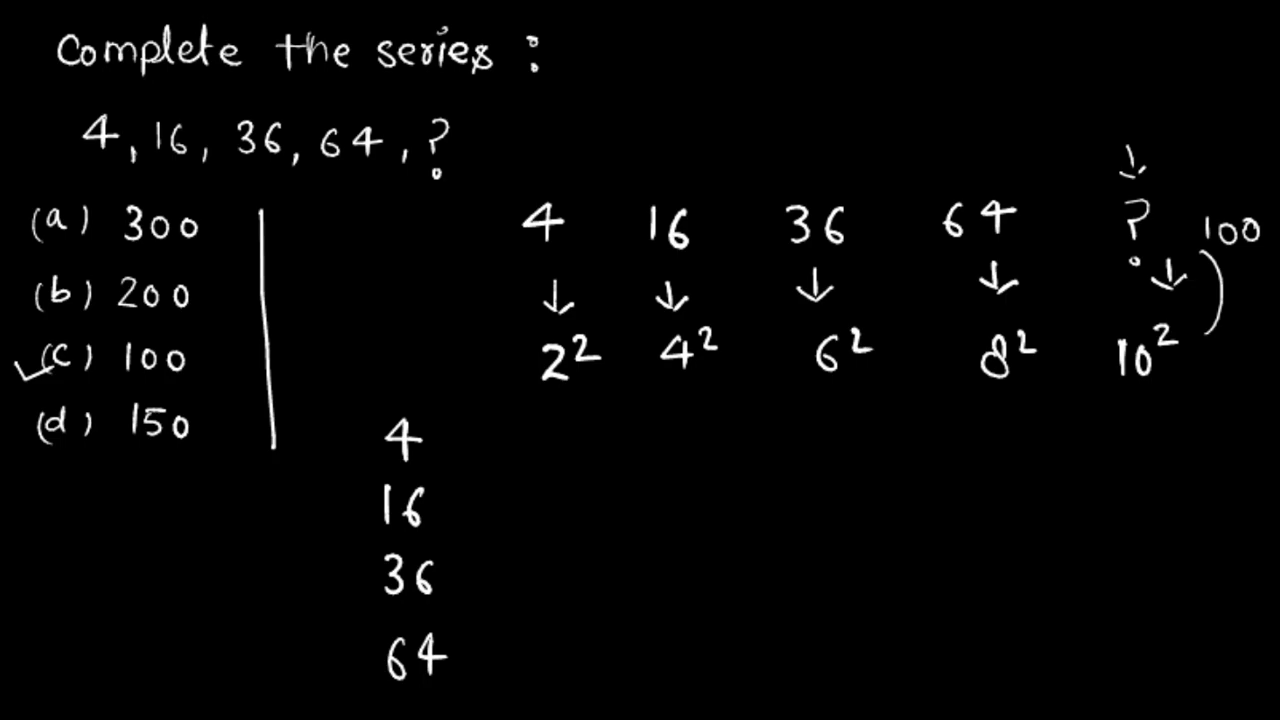 Complete the series :
4, 16, 36, 64, ?
(a) 300
(b) 200
(c) 100
(d) 150
4 16 36 64 ? 100
2² 4² 6² 8² 10²
4
16
36
64